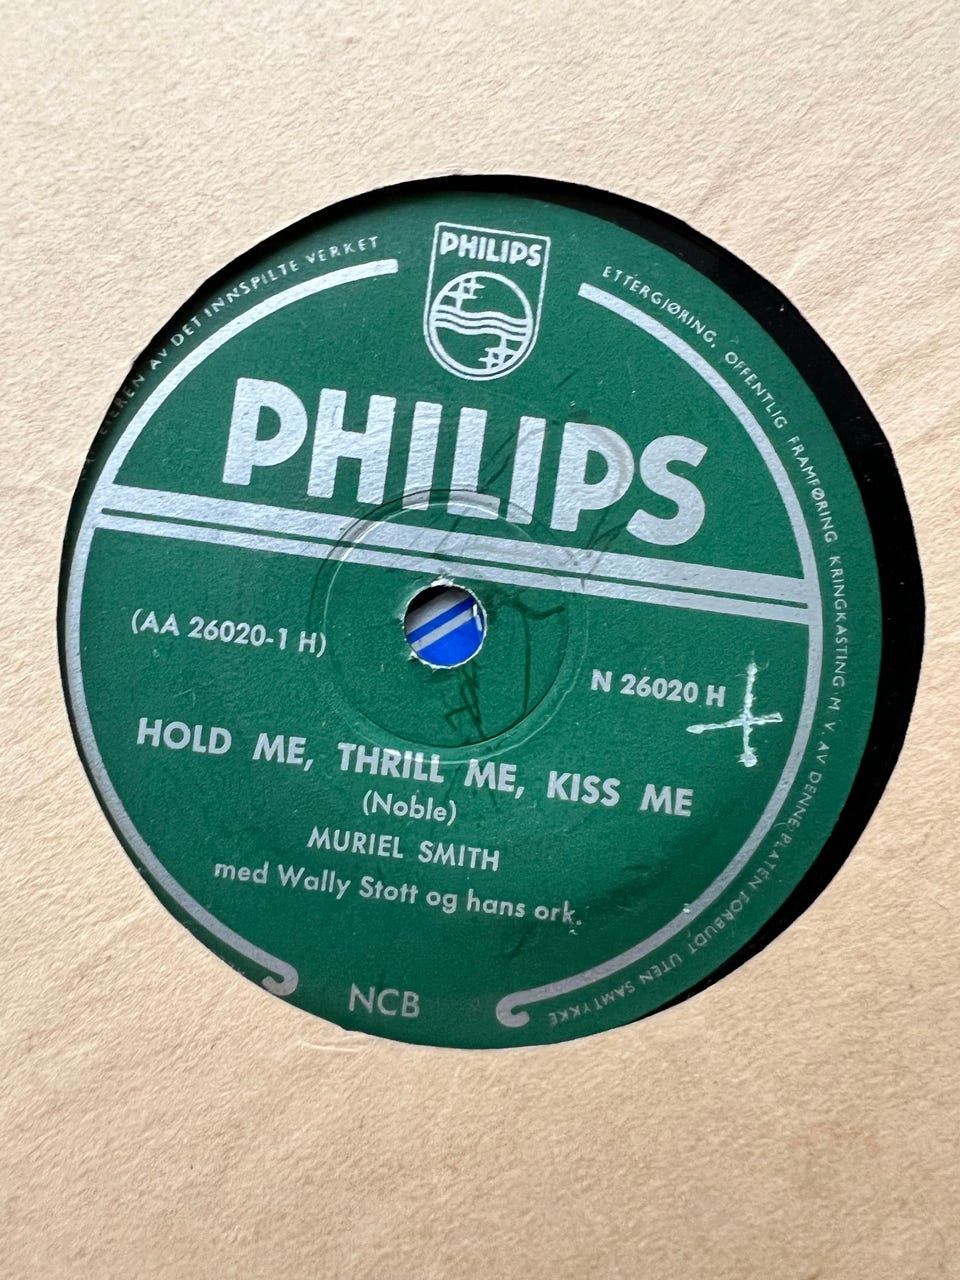 PHILIPS
ETTERGJØRING, OFFENTLIG FRAMFØRING KRINGKASTING M. V. AV DENNE PLATEN FORBUDT UTEN SAMTYKKE
AV DET INNSPILTE VERKET
PHILIPS
(AA 26020-1 H)
N 26020 H
HOLD ME, THRILL ME, KISS ME
(Noble)
MURIEL SMITH
med Wally Stott og hans ork.
NCB